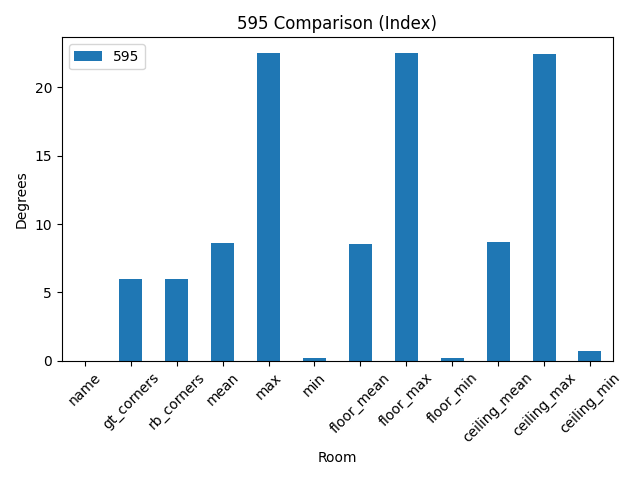 595 Comparison (Index)
595
Degrees
20
15
10
5
0
name
gt_corners
rb_corners
mean
max
min
floor_mean
floor_max
floor_min
ceiling_mean
ceiling_max
ceiling_min
Room